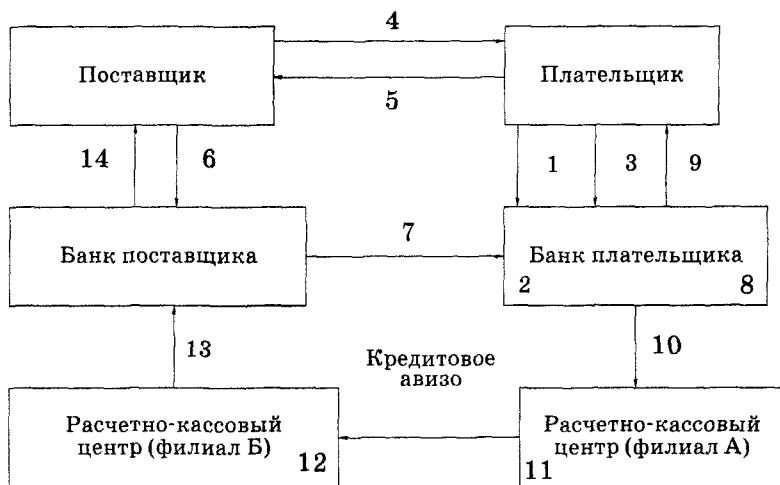 4
Поставщик
Плательщик
5
14
6
1
3
9
7
Банк поставщика
Банк плательщика
2
8
13
10
Кредитовое
авизо
Расчетно-кассовый
центр (филиал Б)
12
Расчетно-кассовый
центр (филиал А)
11